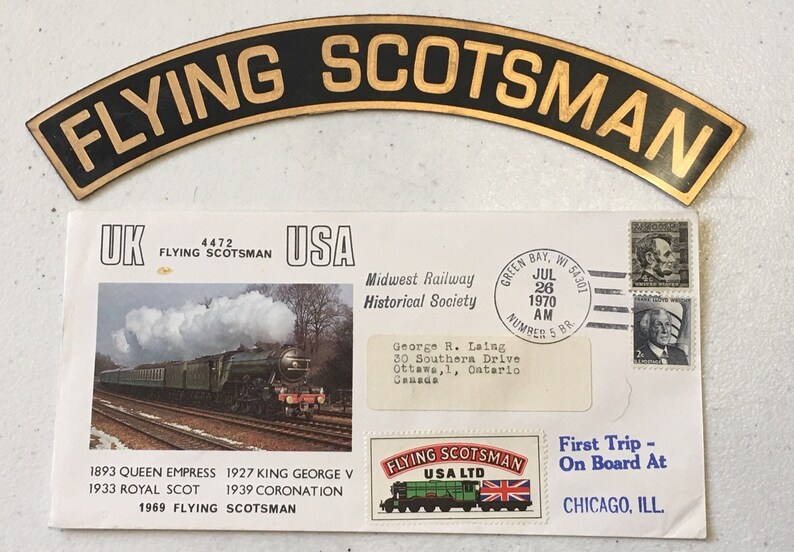 FLYING SCOTSMAN
UK
4472
FLYING SCOTSMAN
USA
Midwest Railway
Historical Society
GREEN BAY, WI 54301
JUL
26
1970
AM
NUMBER 5 BR.
UNITED STATES
FRANK LLOYD WRIGHT
2c
U.S. POSTAGE
George R. Laing
30 Southern Drive
Ottawa,1, Ontario
Canada
1893 QUEEN EMPRESS 1927 KING GEORGE V
1933 ROYAL SCOT 1939 CORONATION
1969 FLYING SCOTSMAN
FLYING SCOTSMAN
USA LTD
First Trip -
On Board At
CHICAGO, ILL.